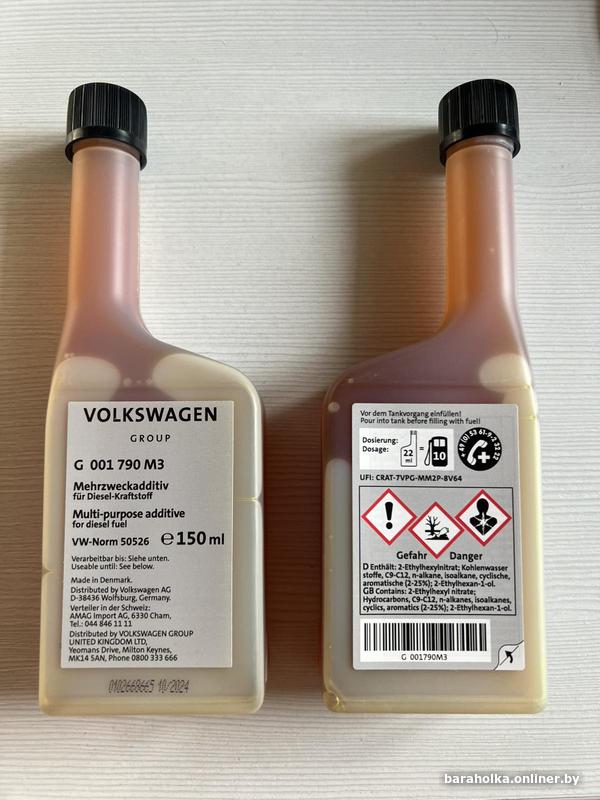 VOLKSWAGEN
GROUP
G 001 790 M3
Mehrzweckadditiv
für Diesel-Kraftstoff
Multi-purpose additive
for diesel fuel
VW-Norm 50526 ℮150 ml
Verarbeitbar bis: Siehe unten.
Useable until: See below.
Made in Denmark.
Distributed by Volkswagen AG
D-38436 Wolfsburg, Germany.
Verteiler in der Schweiz:
AMAG Import AG, 6330 Cham,
Tel.: 044 846 11 11
Distributed by VOLKSWAGEN GROUP
UNITED KINGDOM LTD,
Yeomans Drive, Milton Keynes,
MK14 5AN, Phone 0800 333 666
0102668665 10/2024
Vor dem Tankvorgang einfüllen!
Pour into tank before filling with fuel!
Dosierung:
Dosage:
22
ml
=
10
UFI: CRAT-7VPG-MM2P-8V64
Gefahr Danger
D Enthält: 2-Ethylhexylnitrat; Kohlenwasser
stoffe, C9-C12, n-alkane, isoalkane, cyclische,
aromatische (2-25%); 2-Ethylhexan-1-ol.
GB Contains: 2-Ethylhexyl nitrate;
Hydrocarbons, C9-C12, n-alkanes, isoalkanes,
cyclics, aromatics (2-25%); 2-Ethylhexan-1-ol.
G 001790M3
baraholka.onliner.by